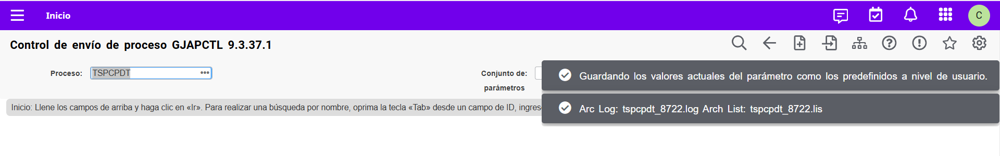 Inicio
C
Control de envío de proceso GJAPCTL 9.3.37.1
Proceso: TSPCPDT
Conjunto de:
parámetros
Guardando los valores actuales del parámetro como los predefinidos a nivel de usuario.
Inicio: Llene los campos de arriba y haga clic en «Ir». Para realizar una búsqueda por nombre, oprima la tecla «Tab» desde un campo de ID, ingres
Arc Log: tspcpdt_8722.log Arch List: tspcpdt_8722.lis